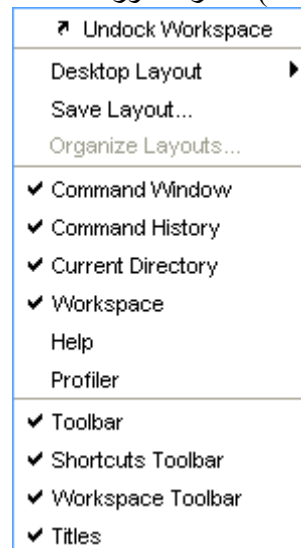 Undock Workspace
Desktop Layout
Save Layout...
Organize Layouts...
Command Window
Command History
Current Directory
Workspace
Help
Profiler
Toolbar
Shortcuts Toolbar
Workspace Toolbar
Titles